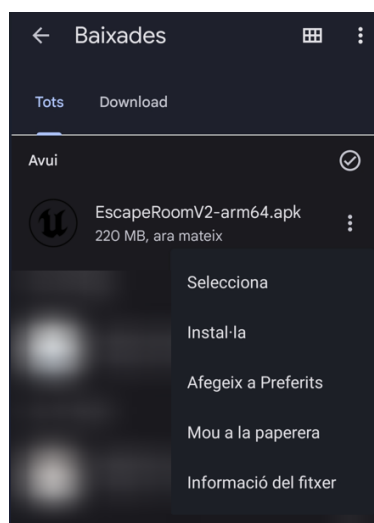 Baixades
Tots Download
Avui
EscapeRoomV2-arm64.apk
220 MB, ara mateix
Selecciona
Instal·la
Afegeix a Preferits
Mou a la paperera
Informació del fitxer